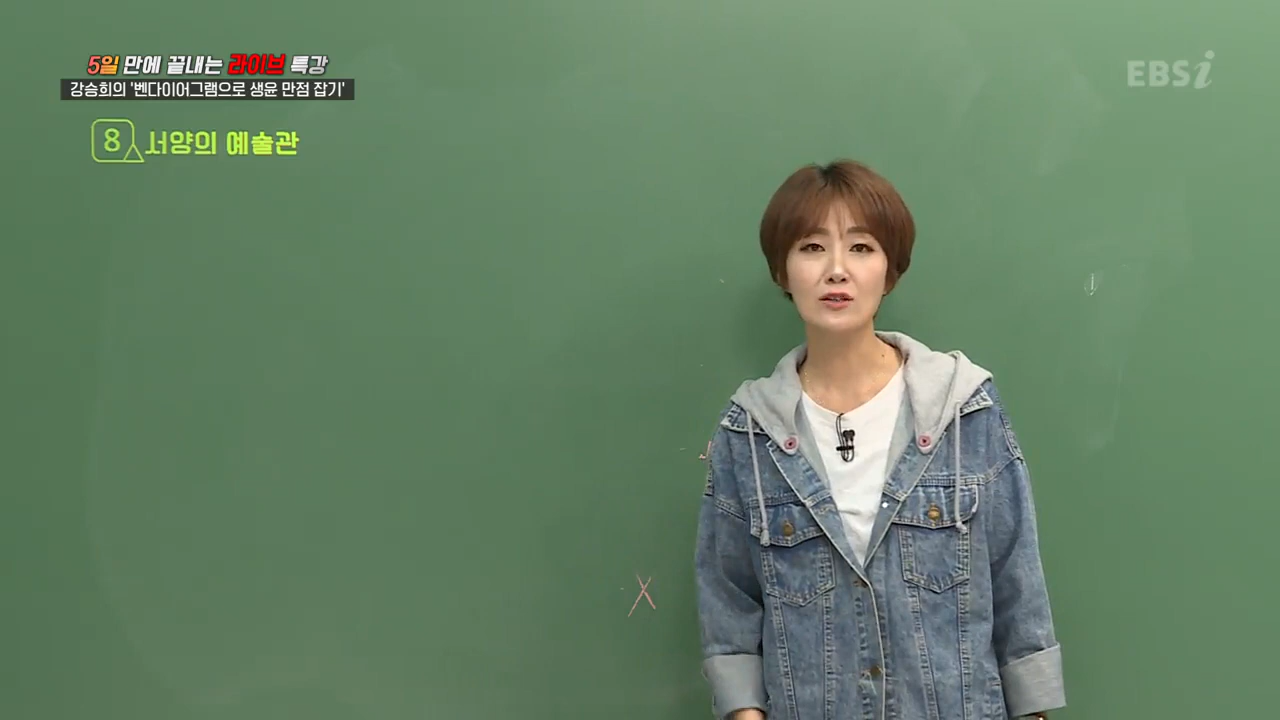 5일 만에 끝내는 라이브 특강
강승희의 '벤다이어그램으로 생윤 만점 잡기'
EBSi
8 서양의 예술관
X